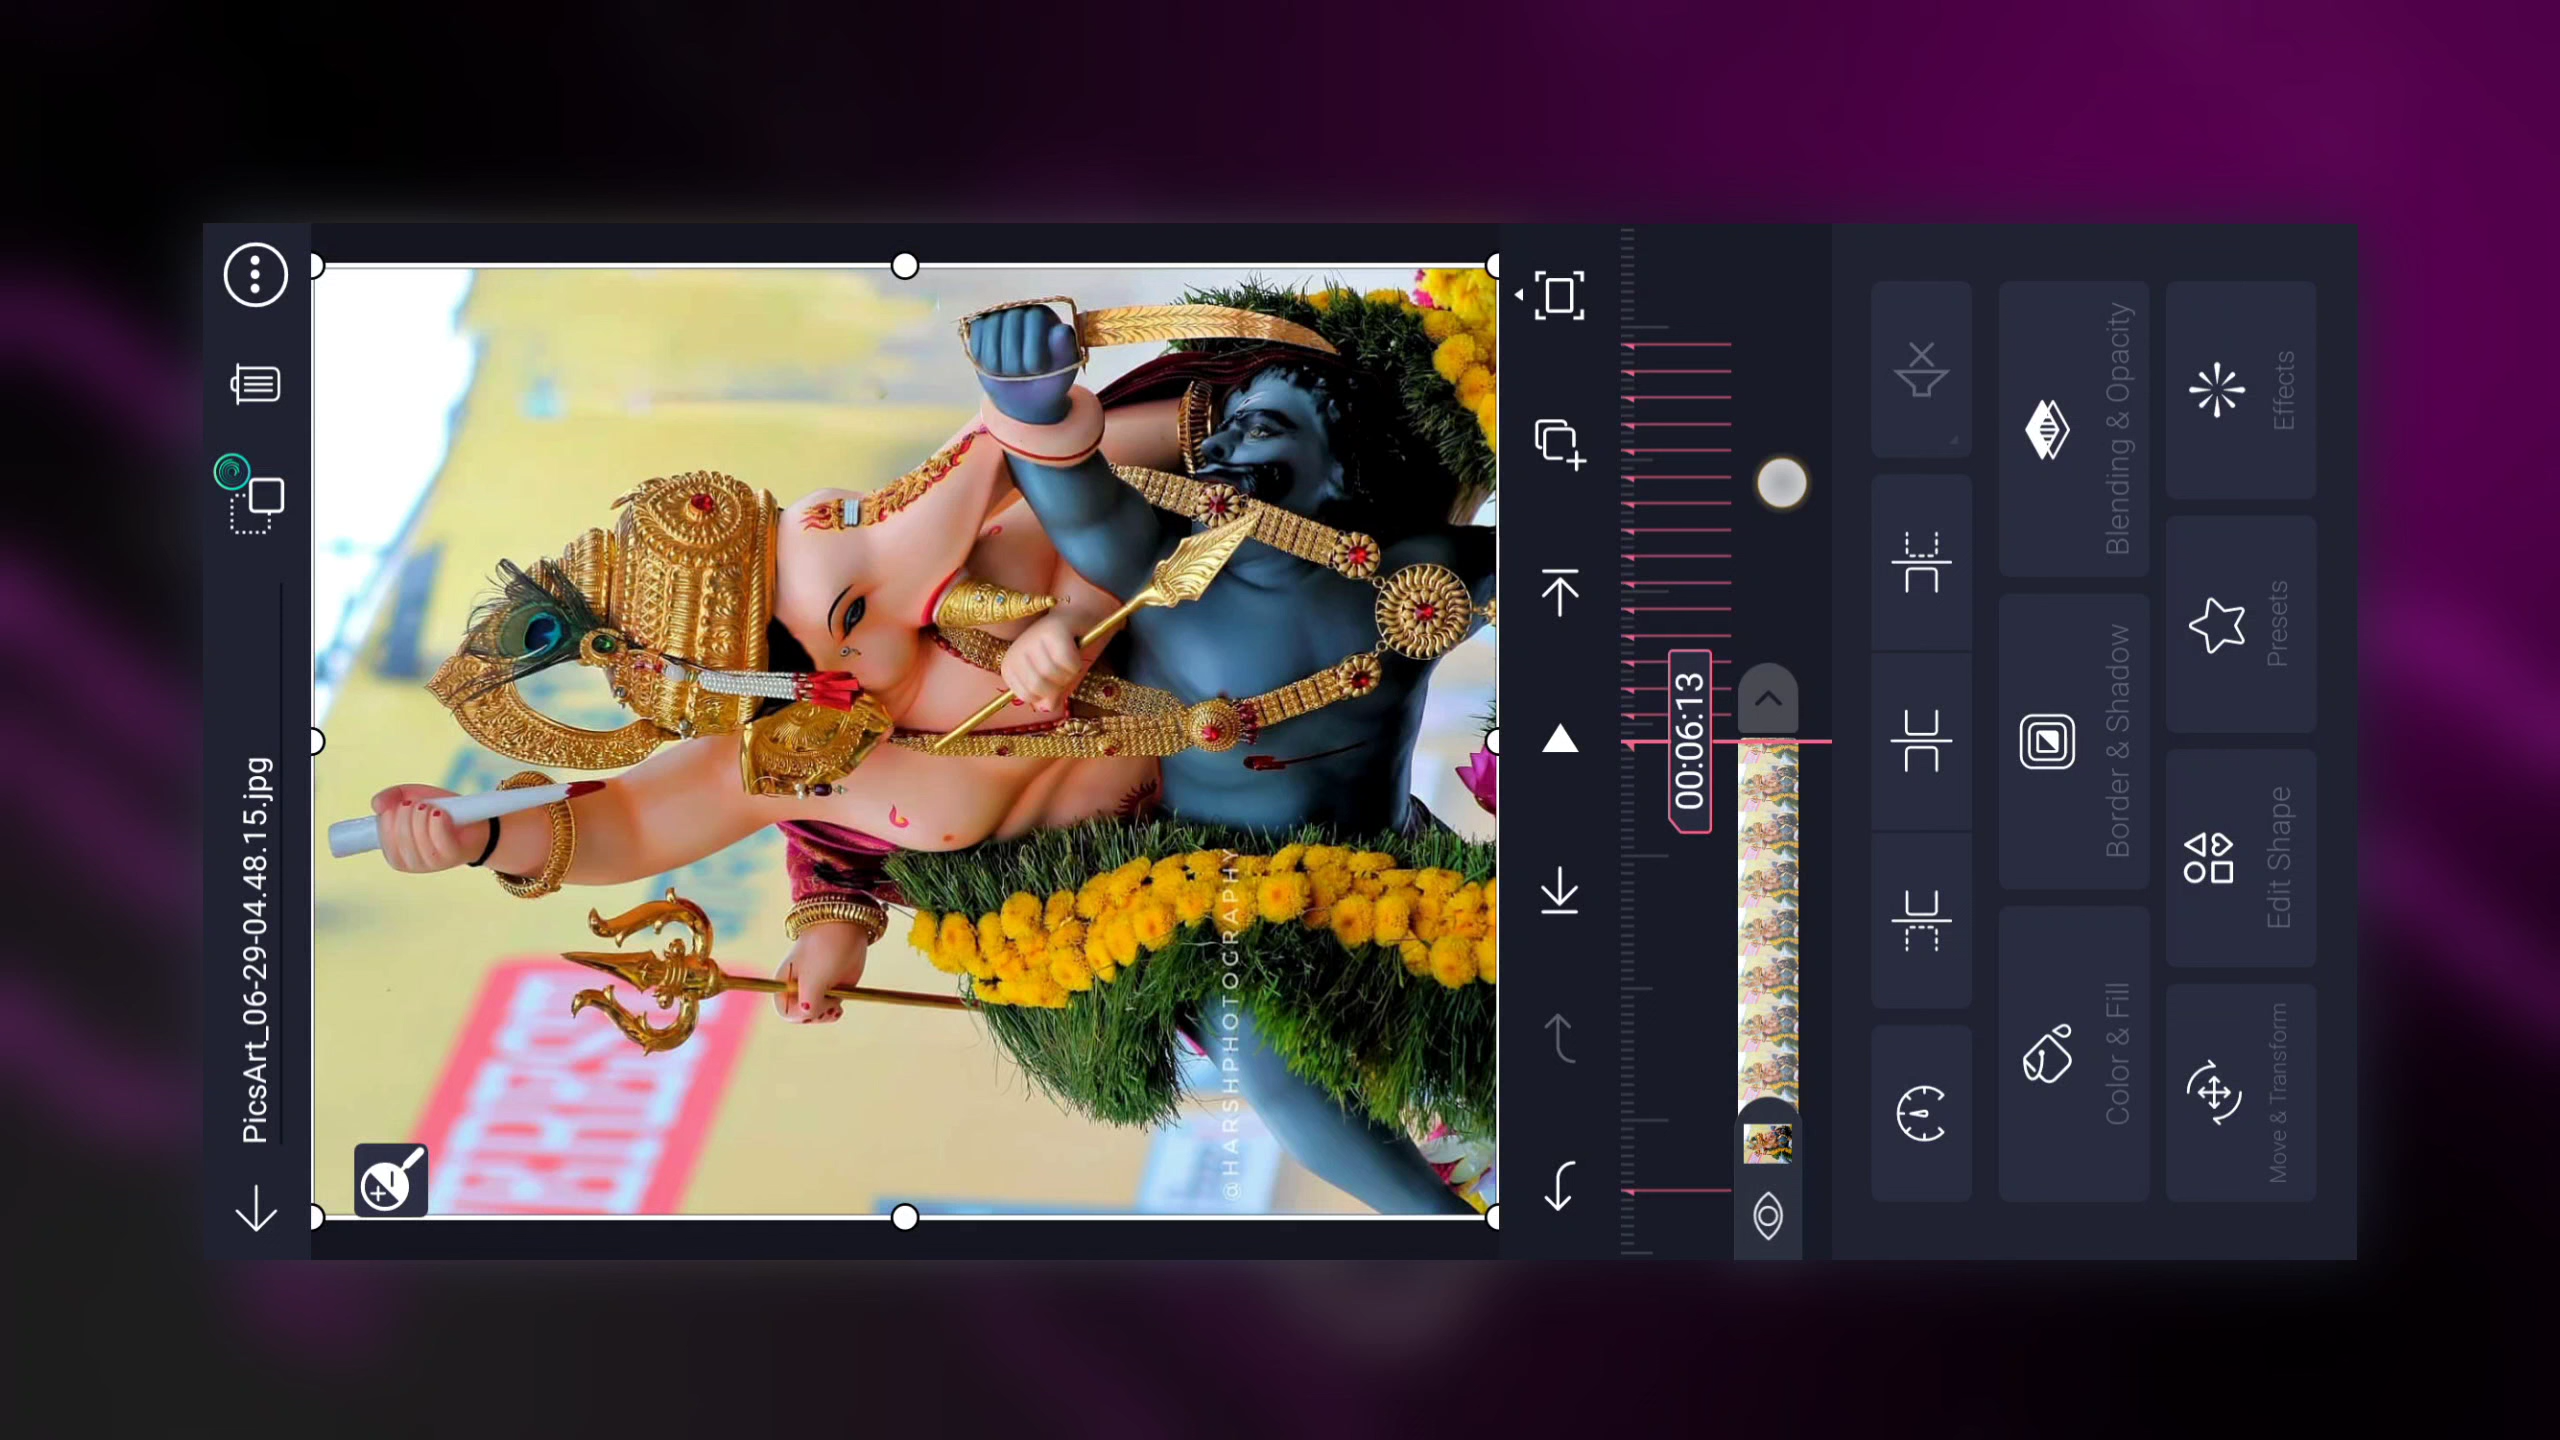 PicsArt_06-29-04.48.15.jpg
@HARSHPHOTOGRAPHY
00:06:13
Color & Fill
Border & Shadow
Blending & Opacity
Move & Transform
Edit Shape
Presets
Effects